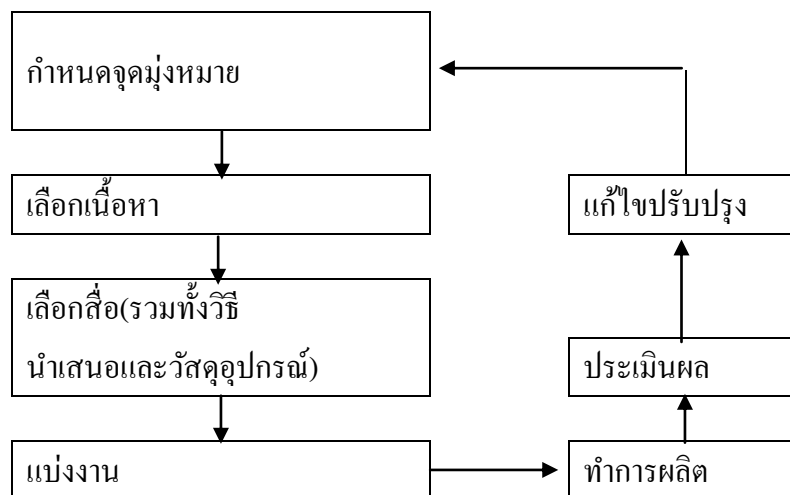 กำหนดจุดมุ่งหมาย
เลือกเนื้อหา
เลือกสื่อ(รวมทั้งวิธี
นำเสนอและวัสดุอุปกรณ์)
แบ่งงาน
ทำการผลิต
ประเมินผล
แก้ไขปรับปรุง